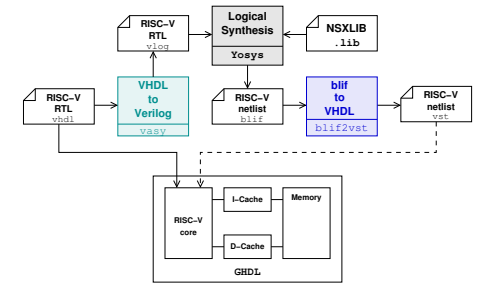 RISC−V
RTL
vlog
Logical
Synthesis
Yosys
NSXLIB
.lib
RISC−V
RTL
vhdl
VHDL
to
Verilog
vasy
RISC−V
netlist
blif
blif
to
VHDL
blif2vst
RISC−V
netlist
vst
RISC−V
core
I−Cache
D−Cache
Memory
GHDL